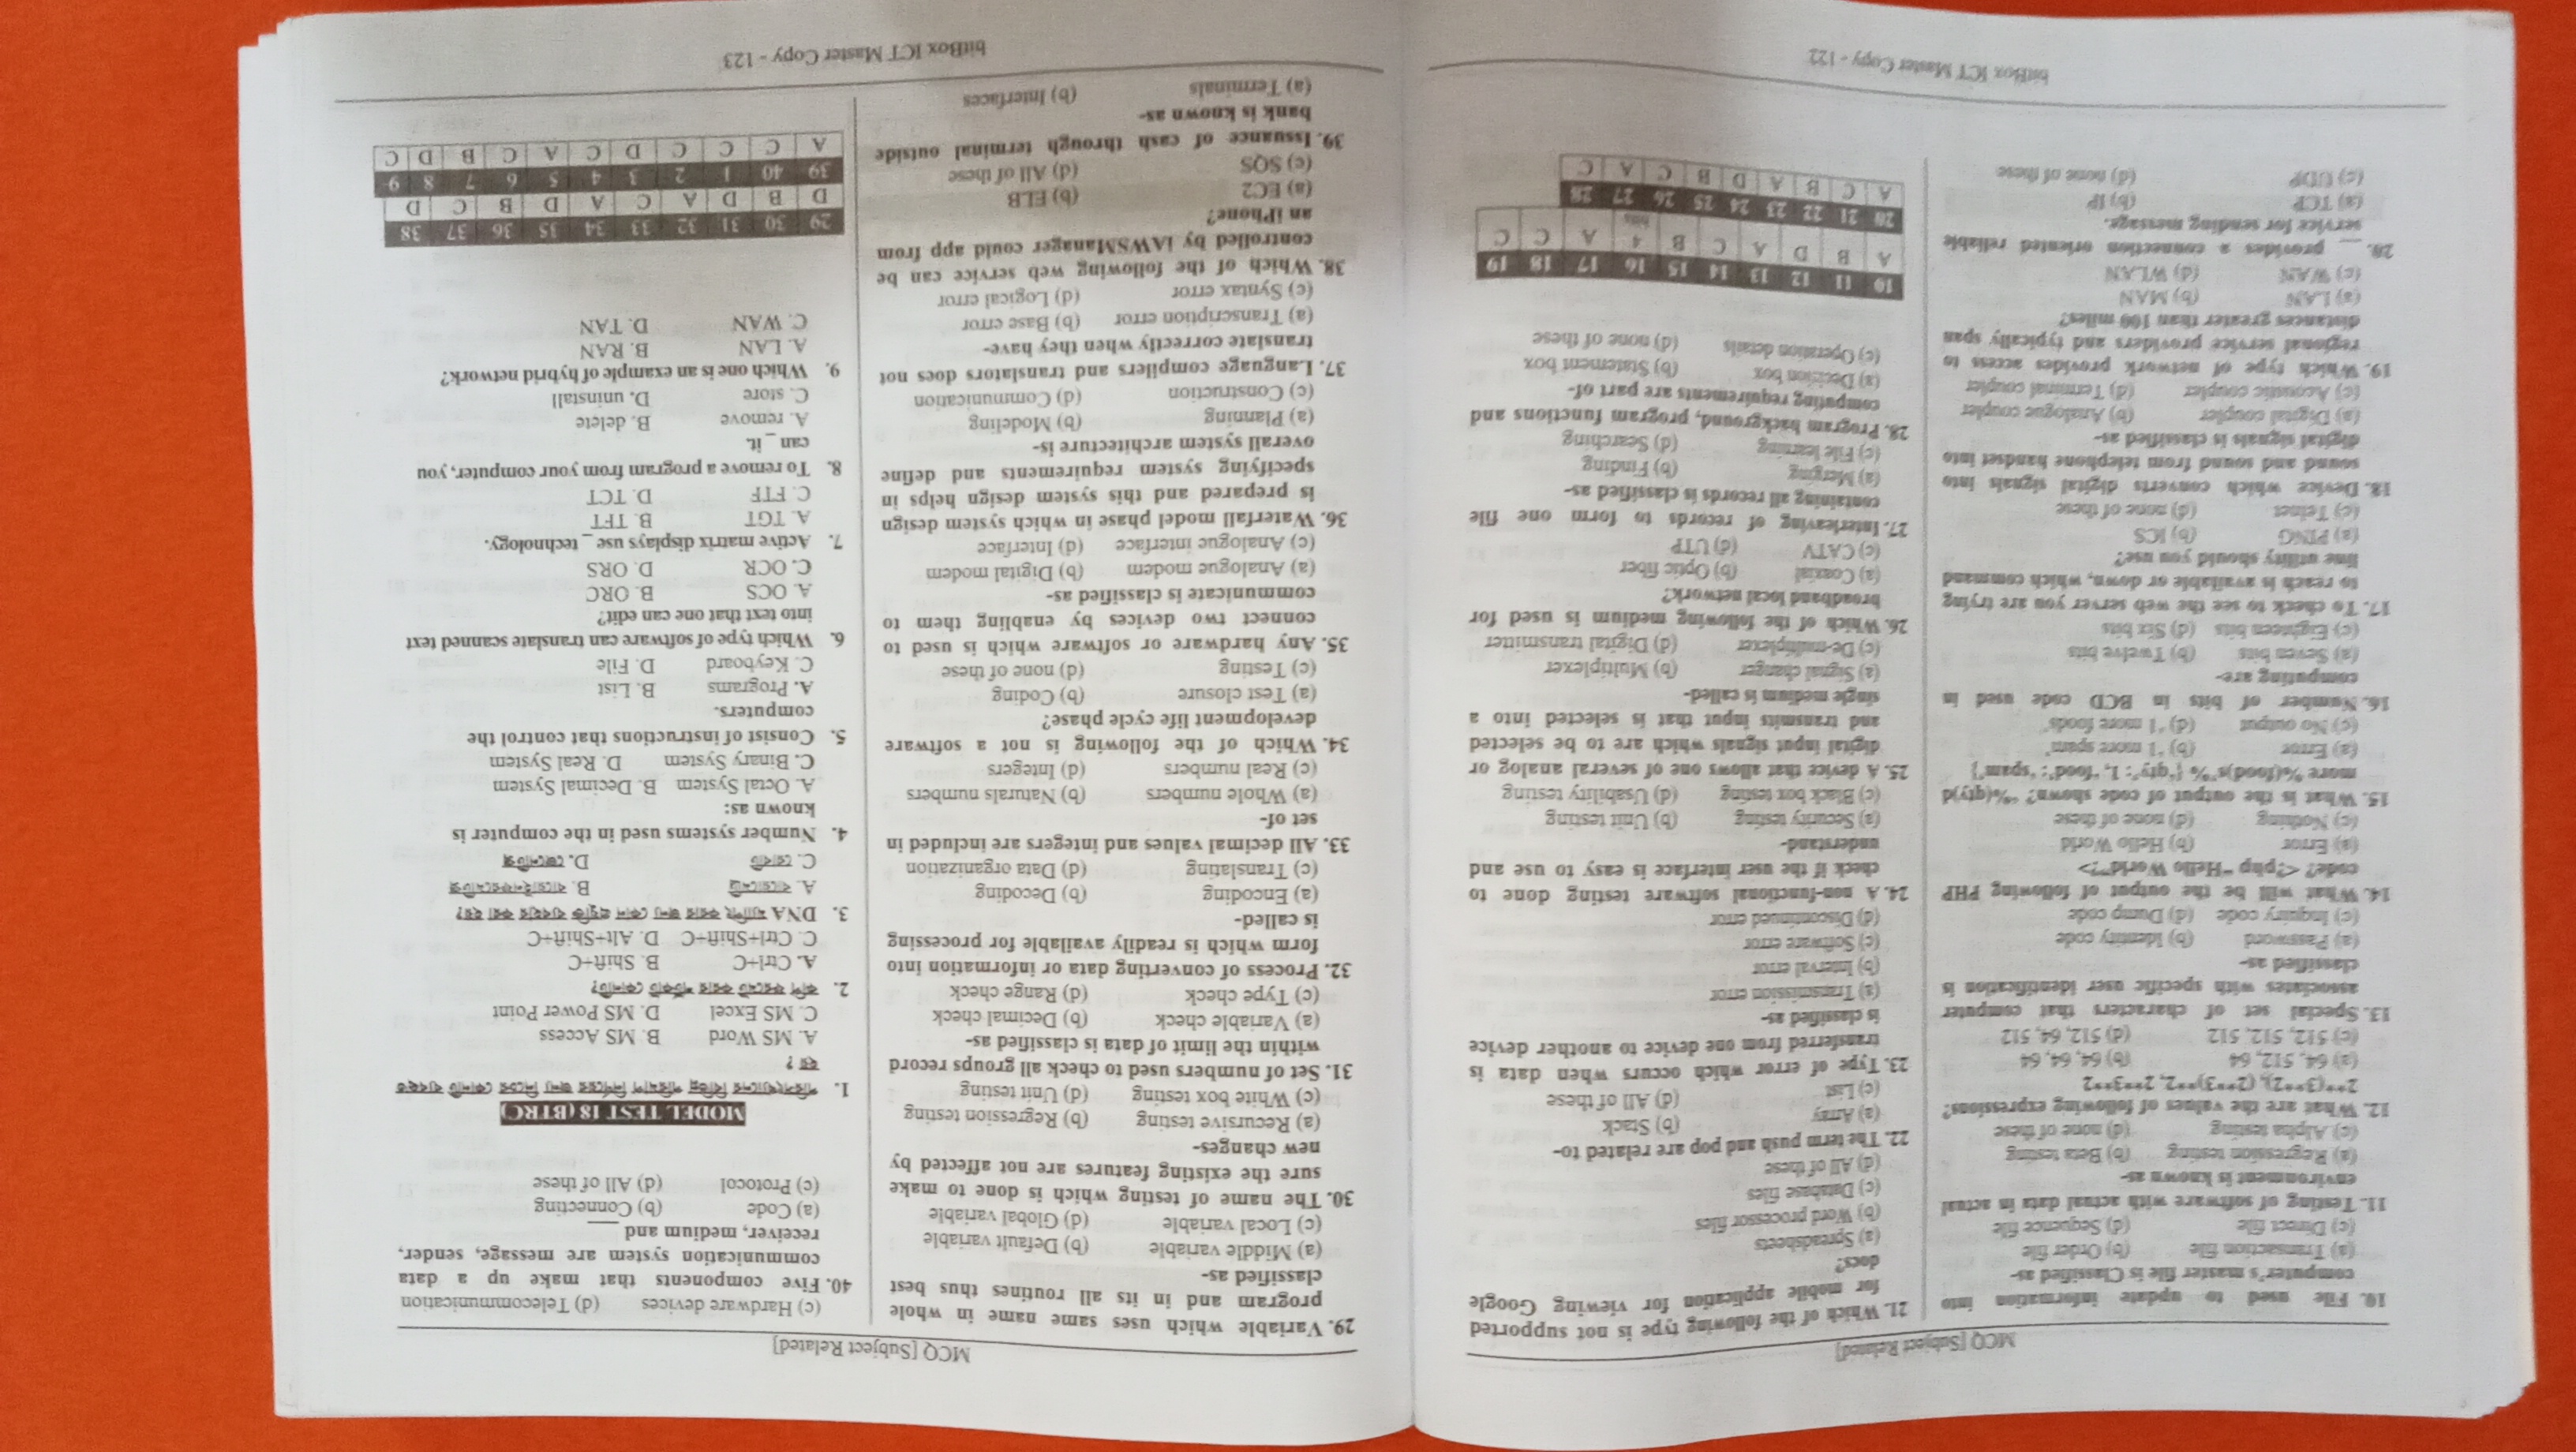 MCQ [Subject Related]
10. File used to update information into
computer's master file is Classified as-
(a) Transaction file (b) Order file
(c) Direct file (d) Sequence file
11. Testing of software with actual data in actual
environment is known as-
(a) Regression testing (b) Beta testing
(c) Alpha testing (d) none of these
12. What are the values of following expressions?
2**(3**2), (2**3)**2, 2**3**2
(a) 64, 512, 64 (b) 64, 64, 64
(c) 512, 512, 512 (d) 512, 64, 512
13. Special set of characters that computer
associates with specific user identification is
classified as-
(a) Password (b) Identity code
(c) Inquiry code (d) Dump code
14. What will be the output of following PHP
code? <?php "Hello World"?>
(a) Error (b) Hello World
(c) Nothing (d) none of these
15. What is the output of code shown? "%(qty)d
more %(food)s"% {"qty": 1, "food": "spam"}
(a) Error (b) "1 more spam"
(c) No output (d) "1 more foods"
16. Number of bits in BCD code used in
computing are-
(a) Seven bits (b) Twelve bits
(c) Eighteen bits (d) Six bits
17. To check to see the web server you are trying
to reach is available or down, which command
line utility should you use?
(a) PING (b) ICS
(c) Telnet (d) none of these
18. Device which converts digital signals into
sound and sound from telephone handset into
digital signals is classified as-
(a) Digital coupler (b) Analogue coupler
(c) Acoustic coupler (d) Terminal coupler
19. Which type of network provides access to
regional service providers and typically span
distances greater than 100 miles?
(a) LAN (b) MAN
(c) WAN (d) WLAN
20. __ provides a connection oriented reliable
service for sending message.
(a) TCP (b) IP
(c) UDP (d) none of these
21. Which of the following type is not supported
for mobile application for viewing Google
docs?
(a) Spreadsheets
(b) Word processor files
(c) Database files
(d) All of these
22. The term push and pop are related to-
(a) Array (b) Stack
(c) List (d) All of these
23. Type of error which occurs when data is
transferred from one device to another device
is classified as-
(a) Transmission error
(b) Interval error
(c) Software error
(d) Discontinued error
24. A non-functional software testing done to
check if the user interface is easy to use and
understand-
(a) Security testing (b) Unit testing
(c) Black box testing (d) Usability testing
25. A device that allows one of several analog or
digital input signals which are to be selected
and transmits input that is selected into a
single medium is called-
(a) Signal changer (b) Multiplexer
(c) De-multiplexer (d) Digital transmitter
26. Which of the following medium is used for
broadband local network?
(a) Coaxial (b) Optic fiber
(c) CATV (d) UTP
27. Interleaving of records to form one file
containing all records is classified as-
(a) Merging (b) Finding
(c) File learning (d) Searching
28. Program background, program functions and
computing requirements are part of-
(a) Decision box (b) Statement box
(c) Operation details (d) none of these
10 11 12 13 14 15 16 17 18 19
A B D A C B 4 bits A C C
20 21 22 23 24 25 26 27 28
A C B A D B C A C
bitBox ICT Master Copy - 122
MCQ [Subject Related]
29. Variable which uses same name in whole
program and in its all routines thus best
classified as-
(a) Middle variable (b) Default variable
(c) Local variable (d) Global variable
30. The name of testing which is done to make
sure the existing features are not affected by
new changes-
(a) Recursive testing (b) Regression testing
(c) White box testing (d) Unit testing
31. Set of numbers used to check all groups record
within the limit of data is classified as-
(a) Variable check (b) Decimal check
(c) Type check (d) Range check
32. Process of converting data or information into
form which is readily available for processing
is called-
(a) Encoding (b) Decoding
(c) Translating (d) Data organization
33. All decimal values and integers are included in
set of-
(a) Whole numbers (b) Naturals numbers
(c) Real numbers (d) Integers
34. Which of the following is not a software
development life cycle phase?
(a) Test closure (b) Coding
(c) Testing (d) none of these
35. Any hardware or software which is used to
connect two devices by enabling them to
communicate is classified as-
(a) Analogue modem (b) Digital modem
(c) Analogue interface (d) Interface
36. Waterfall model phase in which system design
is prepared and this system design helps in
specifying system requirements and define
overall system architecture is-
(a) Planning (b) Modeling
(c) Construction (d) Communication
37. Language compilers and translators does not
translate correctly when they have-
(a) Transcription error (b) Base error
(c) Syntax error (d) Logical error
38. Which of the following web service can be
controlled by iAWSManager could app from
an iPhone?
(a) EC2 (b) ELB
(c) SQS (d) All of these
39. Issuance of cash through terminal outside
bank is known as-
(a) Terminals (b) Interfaces
(c) Hardware devices (d) Telecommunication
40. Five components that make up a data
communication system are message, sender,
receiver, medium and ___
(a) Code (b) Connecting
(c) Protocol (d) All of these
MODEL TEST 18 (BTRC)
1. পরিসংখ্যানের বিভিন্ন পরিমাপ নির্ণয়ের জন্য নিচের কোনটি ব্যবহৃত
হয় ?
A. MS Word B. MS Access
C. MS Excel D. MS Power Point
2. কপি ফরমেট করার শর্টকাট কোনটি?
A. Ctrl+C B. Shift+C
C. Ctrl+Shift+C D. Alt+Shift+C
3. DNA ম্যাপিং করার জন্য কোন প্রযুক্তি ব্যবহার করা হয়?
A. বায়োমেট্রি B. বায়োইনফরমেটিক্স
C. রোবট D. জেনেটিক্স
4. Number systems used in the computer is
known as:
A. Octal System B. Decimal System
C. Binary System D. Real System
5. Consist of instructions that control the
computers.
A. Programs B. List
C. Keyboard D. File
6. Which type of software can translate scanned text
into text that one can edit?
A. OCS B. ORC
C. OCR D. ORS
7. Active matrix displays use _ technology.
A. TGT B. TFT
C. FTF D. TCT
8. To remove a program from your computer, you
can _ it.
A. remove B. delete
C. store D. uninstall
9. Which one is an example of hybrid network?
A. LAN B. RAN
C. WAN D. TAN
29 30 31 32 33 34 35 36 37 38
D B D A C A D B C D
39 40 1 2 3 4 5 6 7 8 9
A C C C D C A C B D C
bitBox ICT Master Copy - 123